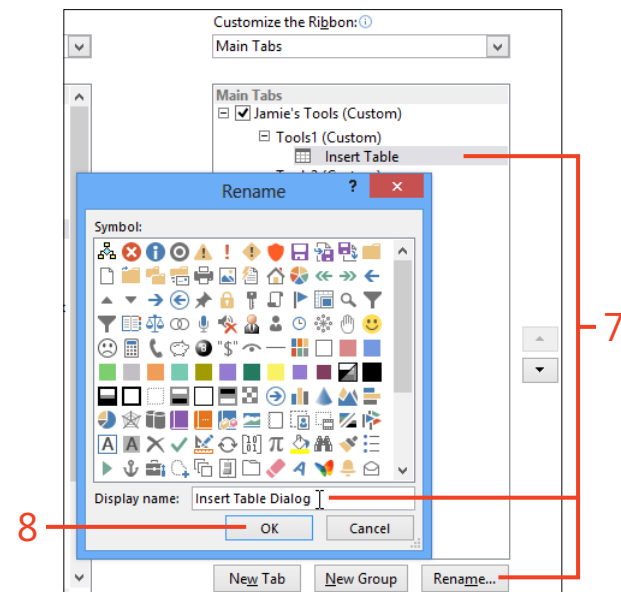 Customize the Ribbon:
Main Tabs
Main Tabs
Jamie's Tools (Custom)
Tools1 (Custom)
Insert Table
Rename ? ×
Symbol:
"$"
A A
π
A
Display name: Insert Table Dialog
OK Cancel
New Tab New Group Rename...
7
8